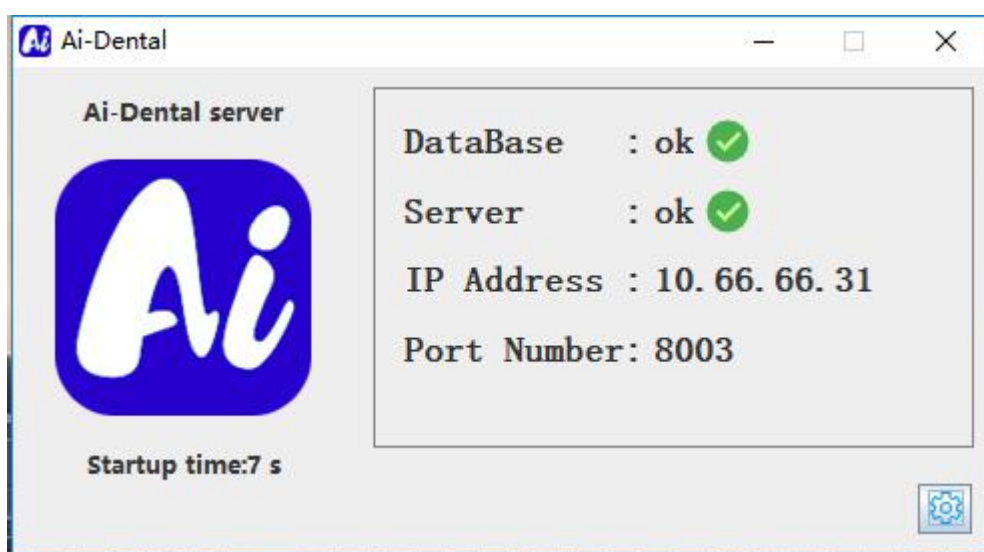 Ai-Dental
Ai-Dental server
Ai
Startup time:7 s
DataBase : ok
Server : ok
IP Address : 10.66.66.31
Port Number: 8003